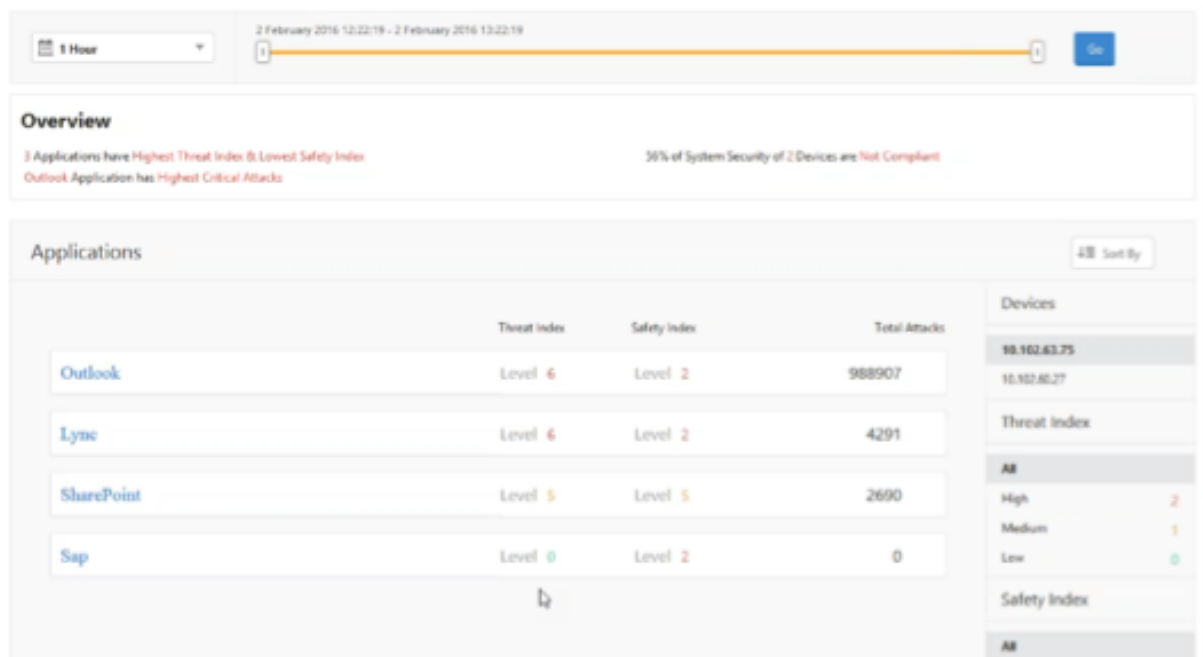 1 Hour
2 February 2016 12:22:19 - 2 February 2016 13:22:19
Go
Overview
3 Applications have Highest Threat Index & Lowest Safety Index
56% of System Security of 2 Devices are Not Compliant
Outlook Application has Highest Critical Attacks
Applications
Sort By
Threat Index Safety Index Total Attacks
Outlook Level 6 Level 2 988907
Lync Level 6 Level 2 4291
SharePoint Level 5 Level 5 2690
Sap Level 0 Level 2 0
Devices
10.102.63.75
10.102.60.27
Threat Index
All
High 2
Medium 1
Low 0
Safety Index
All